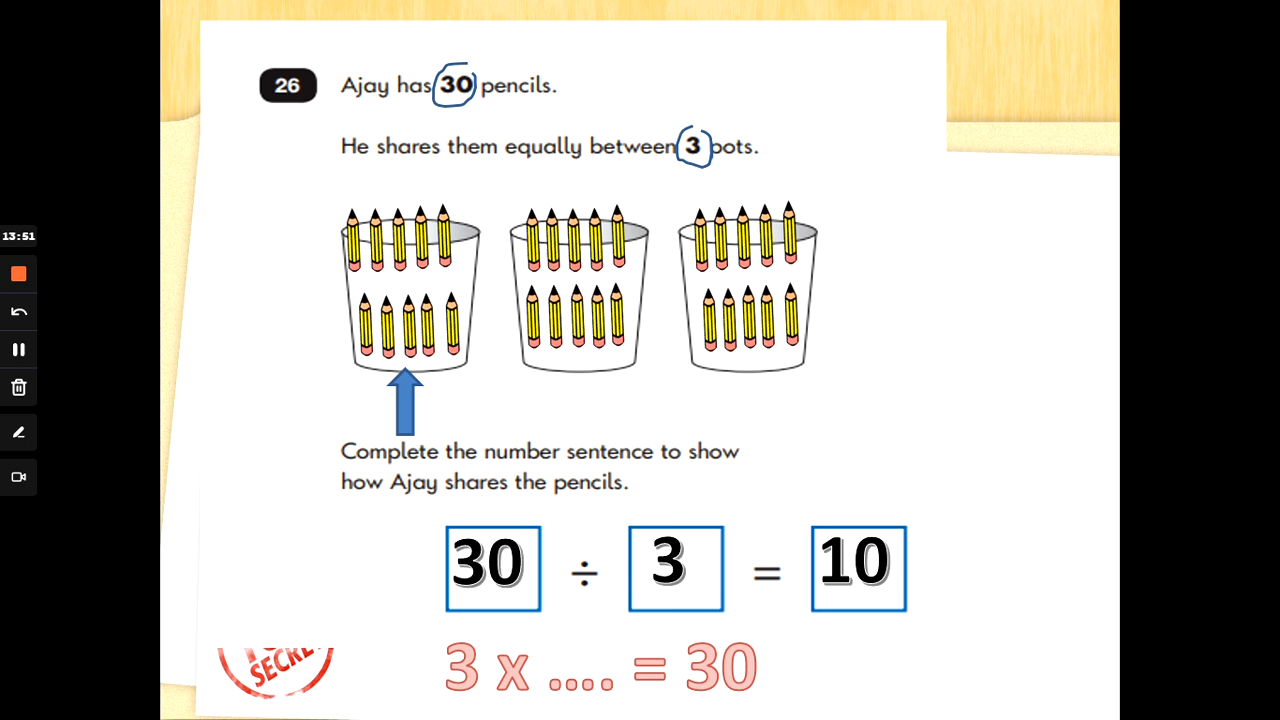 26 Ajay has 30 pencils.
He shares them equally between 3 pots.
13:51
Complete the number sentence to show
how Ajay shares the pencils.
30 ÷ 3 = 10
SECRE
3 x .... = 30